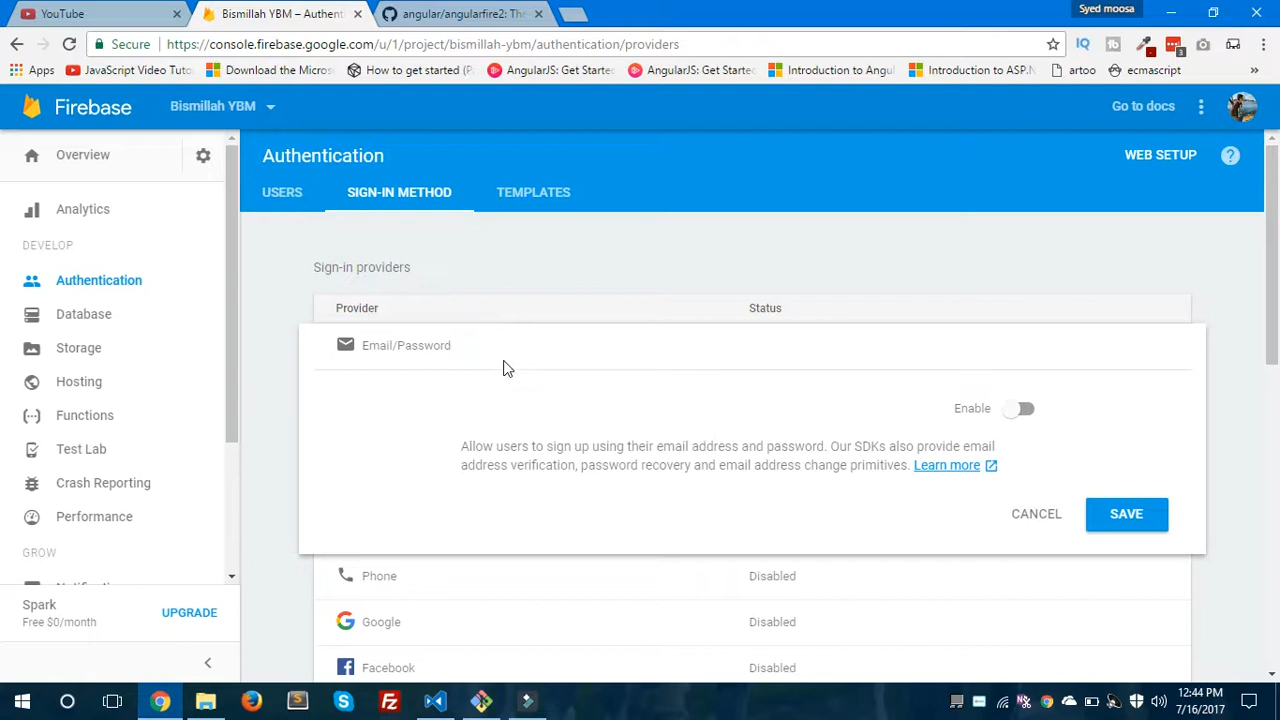 YouTube
Bismillah YBM – Authenti
angular/angularfire2: The
Syed moosa
Secure
https://console.firebase.google.com/u/1/project/bismillah-ybm/authentication/providers
Apps
JavaScript Video Tuto
Download the Micros
How to get started (P
AngularJS: Get Starte
AngularJS: Get Starte
Introduction to Angul
Introduction to ASP.N
artoo
ecmascript
»
Firebase
Bismillah YBM
Go to docs
Overview
Authentication
WEB SETUP
?
USERS
SIGN-IN METHOD
TEMPLATES
Analytics
DEVELOP
Authentication
Database
Storage
Hosting
Functions
Test Lab
Crash Reporting
Performance
GROW
Sign-in providers
Provider
Status
Email/Password
Enable
Allow users to sign up using their email address and password. Our SDKs also provide email
address verification, password recovery and email address change primitives. Learn more
CANCEL
SAVE
Phone
Disabled
Google
Disabled
Facebook
Disabled
Spark
Free $0/month
UPGRADE
12:44 PM
7/16/2017